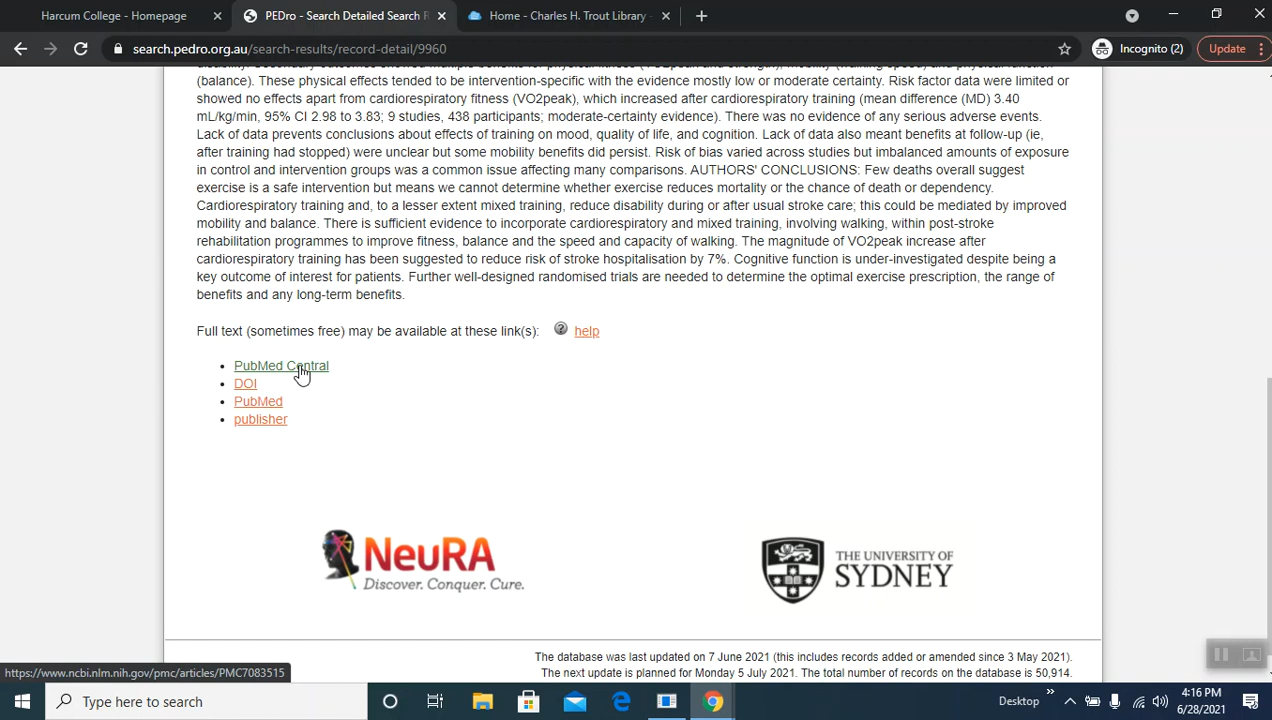 Harcum College - Homepage
PEDro - Search Detailed Search R
Home - Charles H. Trout Library -
search.pedro.org.au/search-results/record-detail/9960
Incognito (2)
Update
(balance). These physical effects tended to be intervention-specific with the evidence mostly low or moderate certainty. Risk factor data were limited or
showed no effects apart from cardiorespiratory fitness (VO2peak), which increased after cardiorespiratory training (mean difference (MD) 3.40
mL/kg/min, 95% CI 2.98 to 3.83; 9 studies, 438 participants; moderate-certainty evidence). There was no evidence of any serious adverse events.
Lack of data prevents conclusions about effects of training on mood, quality of life, and cognition. Lack of data also meant benefits at follow-up (ie,
after training had stopped) were unclear but some mobility benefits did persist. Risk of bias varied across studies but imbalanced amounts of exposure
in control and intervention groups was a common issue affecting many comparisons. AUTHORS' CONCLUSIONS: Few deaths overall suggest
exercise is a safe intervention but means we cannot determine whether exercise reduces mortality or the chance of death or dependency.
Cardiorespiratory training and, to a lesser extent mixed training, reduce disability during or after usual stroke care; this could be mediated by improved
mobility and balance. There is sufficient evidence to incorporate cardiorespiratory and mixed training, involving walking, within post-stroke
rehabilitation programmes to improve fitness, balance and the speed and capacity of walking. The magnitude of VO2peak increase after
cardiorespiratory training has been suggested to reduce risk of stroke hospitalisation by 7%. Cognitive function is under-investigated despite being a
key outcome of interest for patients. Further well-designed randomised trials are needed to determine the optimal exercise prescription, the range of
benefits and any long-term benefits.
Full text (sometimes free) may be available at these link(s): help
PubMed Central
DOI
PubMed
publisher
NeuRA
Discover. Conquer. Cure.
THE UNIVERSITY OF
SYDNEY
The database was last updated on 7 June 2021 (this includes records added or amended since 3 May 2021).
The next update is planned for Monday 5 July 2021. The total number of records on the database is 50,914.
https://www.ncbi.nlm.nih.gov/pmc/articles/PMC7083515
Type here to search
Desktop
4:16 PM
6/28/2021